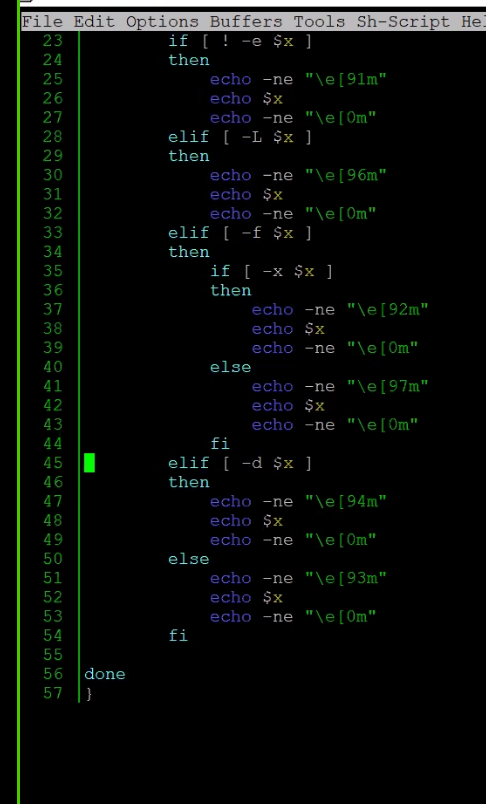 File Edit Options Buffers Tools Sh-Script Hel
23 if [ ! -e $x ]
24 then
25 echo -ne "\e[91m"
26 echo $x
27 echo -ne "\e[0m"
28 elif [ -L $x ]
29 then
30 echo -ne "\e[96m"
31 echo $x
32 echo -ne "\e[0m"
33 elif [ -f $x ]
34 then
35 if [ -x $x ]
36 then
37 echo -ne "\e[92m"
38 echo $x
39 echo -ne "\e[0m"
40 else
41 echo -ne "\e[97m"
42 echo $x
43 echo -ne "\e[0m"
44 fi
45 elif [ -d $x ]
46 then
47 echo -ne "\e[94m"
48 echo $x
49 echo -ne "\e[0m"
50 else
51 echo -ne "\e[93m"
52 echo $x
53 echo -ne "\e[0m"
54 fi
55
56 done
57 }